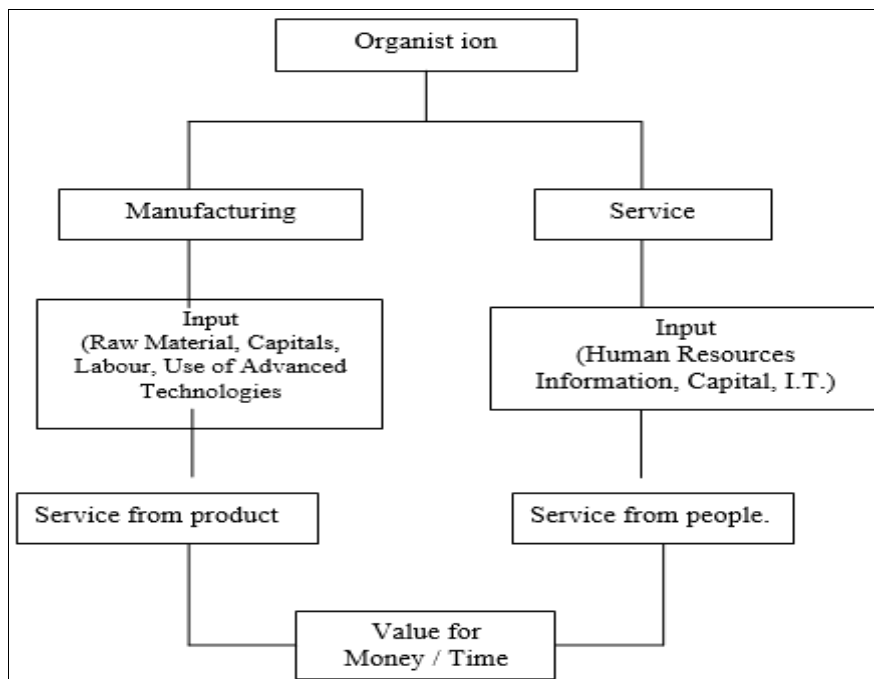 Organist ion
Manufacturing
Service
Input
(Raw Material, Capitals,
Labour, Use of Advanced
Technologies
Input
(Human Resources
Information, Capital, I.T.)
Service from product
Service from people.
Value for
Money / Time